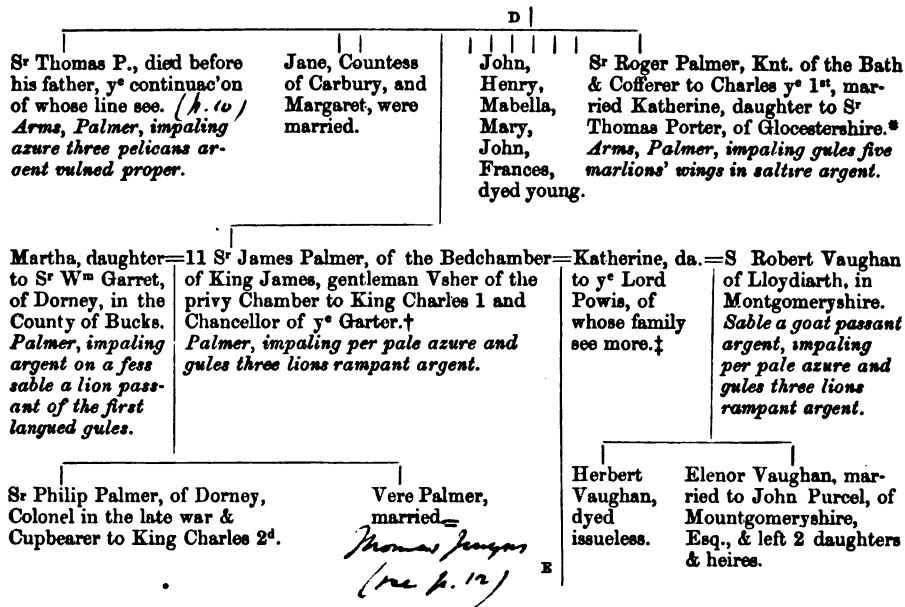 D
Sr Thomas P., died before
his father, ye continuac'on
of whose line see. (p. 10)
Arms, Palmer, impaling
azure three pelicans ar-
gent vulned proper.
Jane, Countess
of Carbury, and
Margaret, were
married.
John,
Henry,
Mabella,
Mary,
John,
Frances,
dyed young.
Sr Roger Palmer, Knt. of the Bath
& Cofferer to Charles ye 1st, mar-
ried Katherine, daughter to Sr
Thomas Porter, of Glocestershire.*
Arms, Palmer, impaling gules five
marlions' wings in saltire argent.
Martha, daughter=
to Sr Wm Garret,
of Dorney, in the
County of Bucks.
Palmer, impaling
argent on a fess
sable a lion pass-
ant of the first
langued gules.
11 Sr James Palmer, of the Bedchamber=
of King James, gentleman Vsher of the
privy Chamber to King Charles 1 and
Chancellor of ye Garter.†
Palmer, impaling per pale azure and
gules three lions rampant argent.
Katherine, da.=
to ye Lord
Powis, of
whose family
see more.‡
S Robert Vaughan
of Lloydiarth, in
Montgomeryshire.
Sable a goat passant
argent, impaling
per pale azure and
gules three lions
rampant argent.
Sr Philip Palmer, of Dorney,
Colonel in the late war &
Cupbearer to King Charles 2d.
Vere Palmer,
married=
Thomas Jenyns
(see p. 12)
E
Herbert
Vaughan,
dyed
issueless.
Elenor Vaughan, mar-
ried to John Purcel, of
Mountgomeryshire,
Esq., & left 2 daughters
& heires.